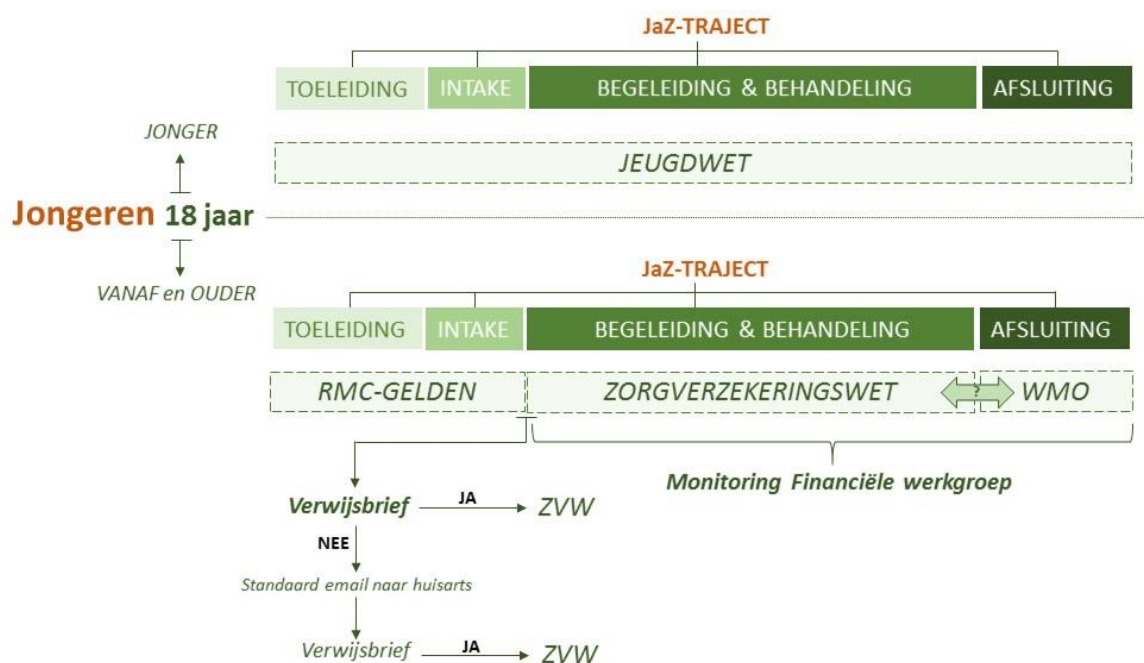 JaZ-TRAJECT
TOELEIDING INTAKE BEGELEIDING & BEHANDELING AFSLUITING
JONGER
JEUGDWET
Jongeren 18 jaar
VANAF en OUDER
JaZ-TRAJECT
TOELEIDING INTAKE BEGELEIDING & BEHANDELING AFSLUITING
RMC-GELDEN ZORGVERZEKERINGSWET ? WMO
Monitoring Financiële werkgroep
Verwijsbrief JA ZVW
NEE
Standaard email naar huisarts
Verwijsbrief JA ZVW